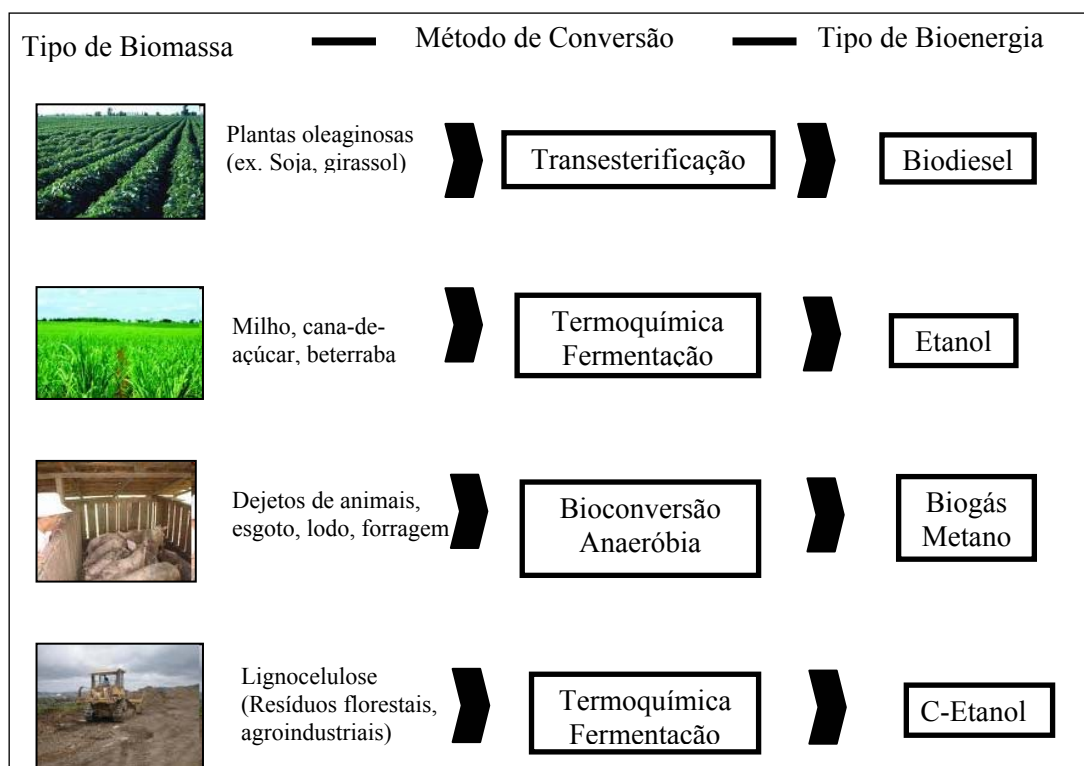 Tipo de Biomassa
Método de Conversão
Tipo de Bioenergia
Plantas oleaginosas
(ex. Soja, girassol)
Transesterificação
Biodiesel
Milho, cana-de-
açúcar, beterraba
Termoquímica
Fermentação
Etanol
Dejetos de animais,
esgoto, lodo, forragem
Bioconversão
Anaeróbia
Biogás
Metano
Lignocelulose
(Resíduos florestais,
agroindustriais)
Termoquímica
Fermentação
C-Etanol